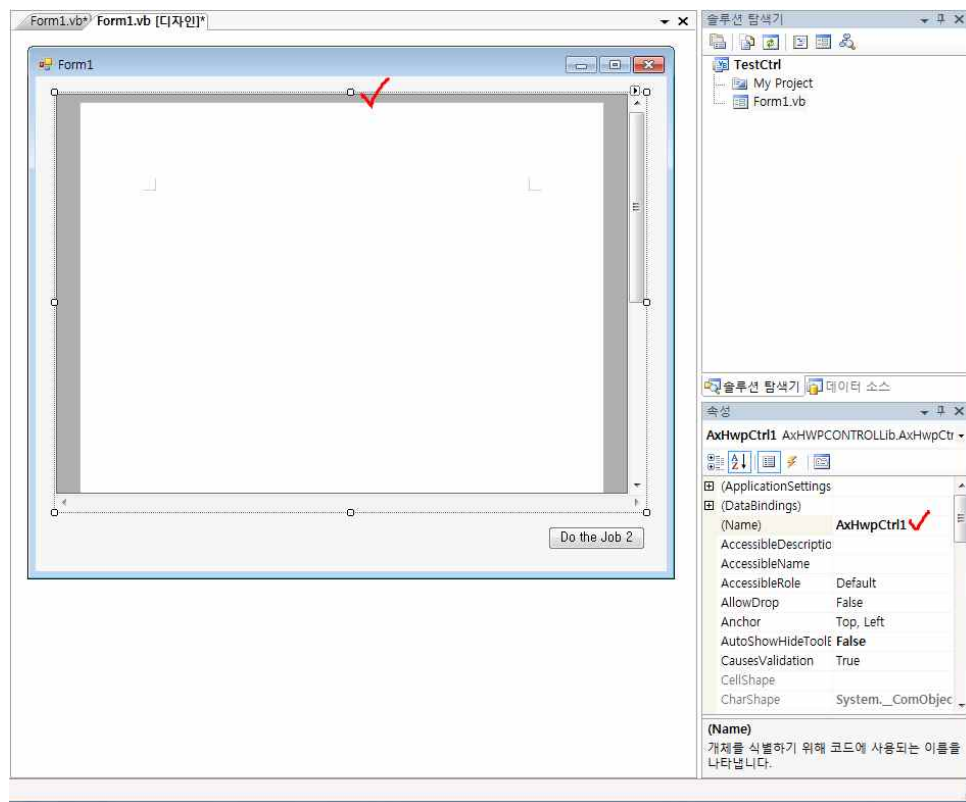 Form1.vb* Form1.vb [디자인]*
Form1
Do the Job 2
솔루션 탐색기
TestCtrl
My Project
Form1.vb
솔루션 탐색기 데이터 소스
속성
AxHwpCtrl1 AxHWPCONTROLLib.AxHwpCtr
(ApplicationSettings
(DataBindings)
(Name) AxHwpCtrl1
AccessibleDescriptio
AccessibleName
AccessibleRole Default
AllowDrop False
Anchor Top, Left
AutoShowHideToolE False
CausesValidation True
CellShape
CharShape System.__ComObjec
(Name)
개체를 식별하기 위해 코드에 사용되는 이름을
나타냅니다.